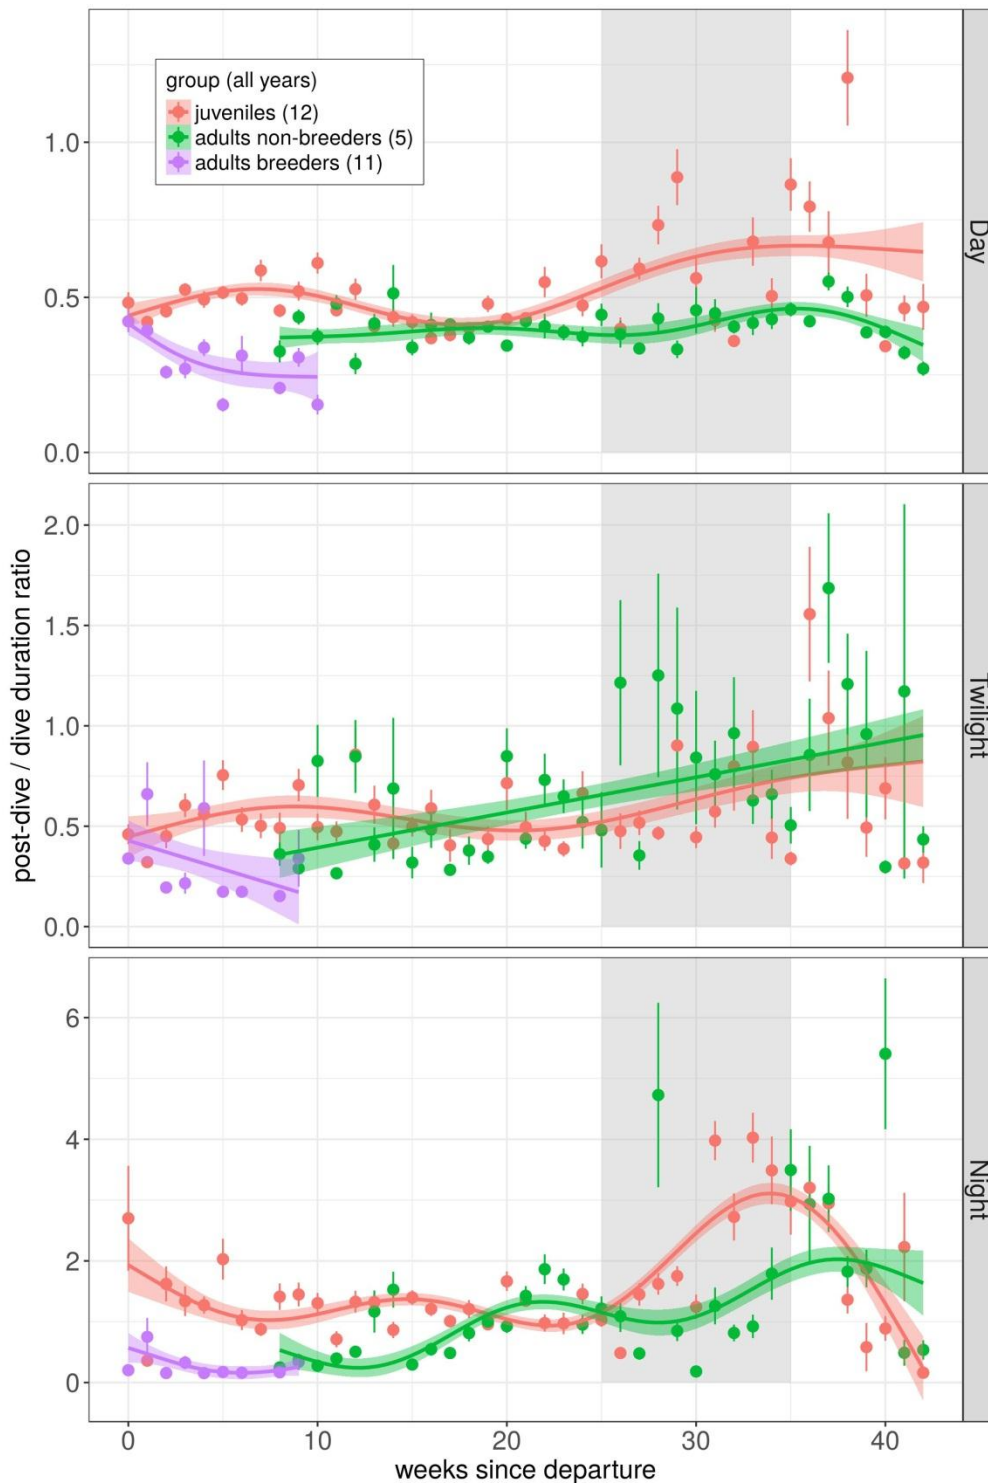 group (all years)
juveniles (12)
adults non-breeders (5)
adults breeders (11)
1.0
0.5
0.0
Day
2.0
1.5
1.0
0.5
0.0
Twilight
post-dive / dive duration ratio
6
4
2
0
Night
0 10 20 30 40
weeks since departure